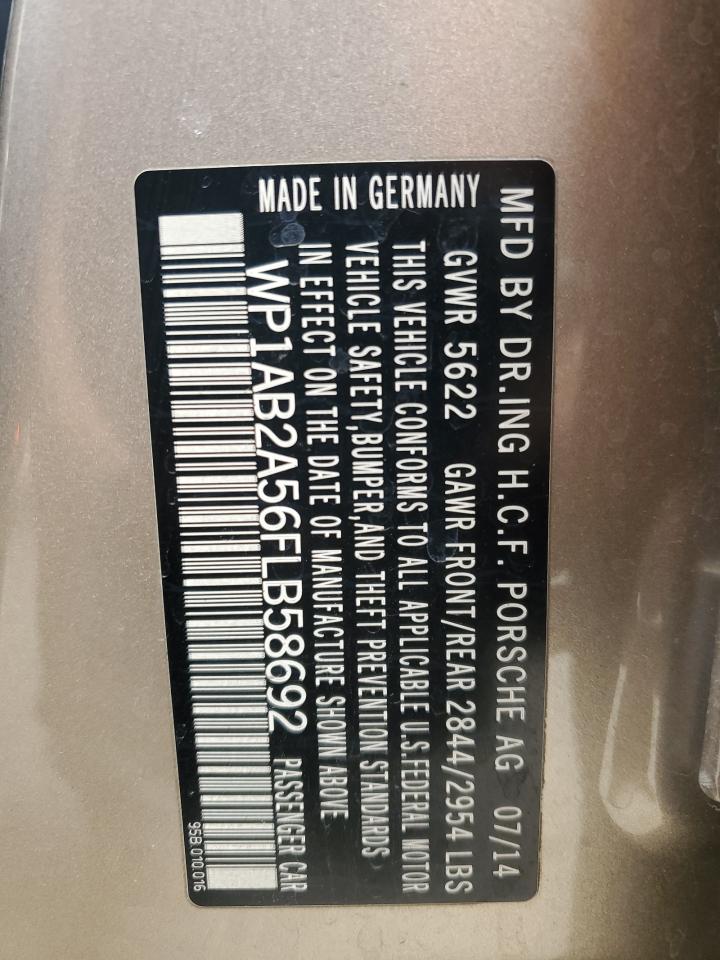 MFD BY DR.ING H.C.F. PORSCHE AG 07/14
GVWR 5622 GAWR FRONT/REAR 2844/2954 LBS
THIS VEHICLE CONFORMS TO ALL APPLICABLE U.S FEDERAL MOTOR
VEHICLE SAFETY,BUMPER,AND THEFT PREVENTION STANDARDS
IN EFFECT ON THE DATE OF MANUFACTURE SHOWN ABOVE
MADE IN GERMANY
WP1AB2A56FLB58692 PASSENGER CAR
95B.010.016